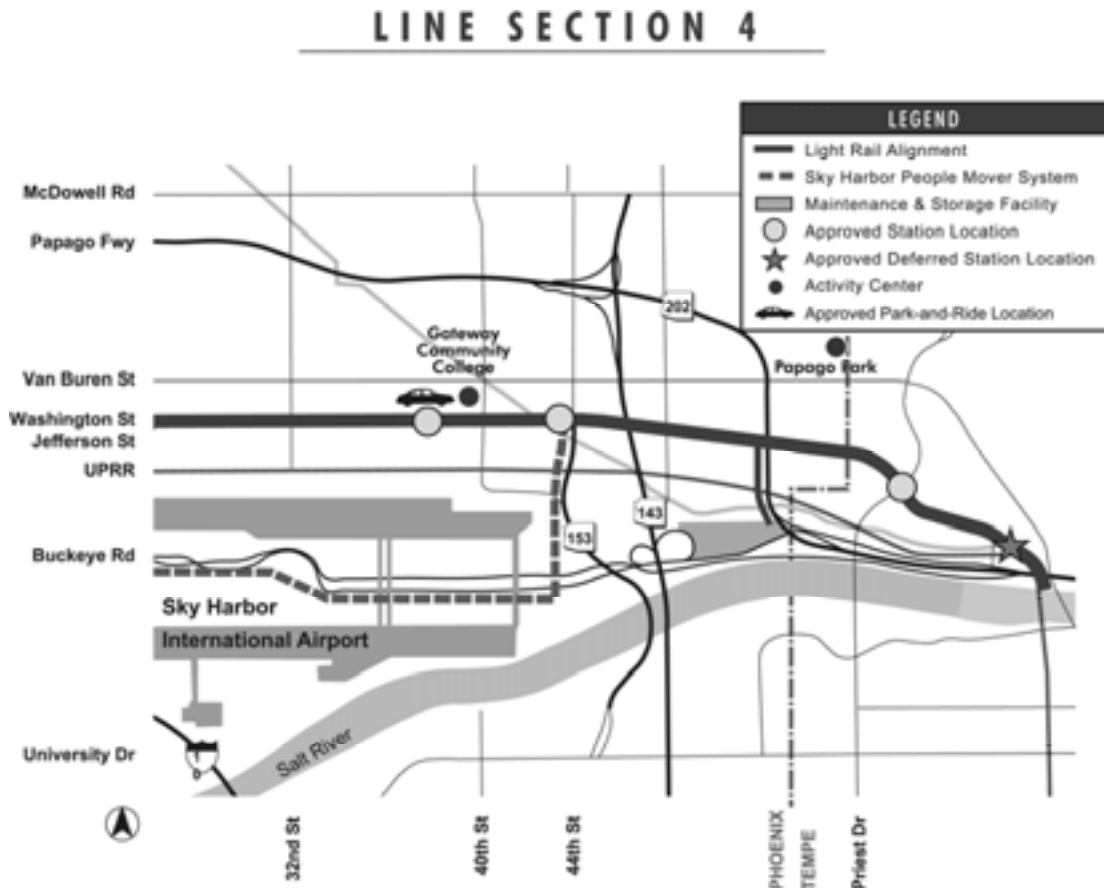 LINE SECTION 4
LEGEND
Light Rail Alignment
Sky Harbor People Mover System
Maintenance & Storage Facility
Approved Station Location
Approved Deferred Station Location
Activity Center
Approved Park-and-Ride Location
McDowell Rd
Papago Fwy
202
Gateway
Community
College
Papago Park
Van Buren St
Washington St
Jefferson St
UPRR
143
153
Buckeye Rd
Sky Harbor
International Airport
Salt River
University Dr
32nd St
40th St
44th St
PHOENIX
TEMPE
Priest Dr